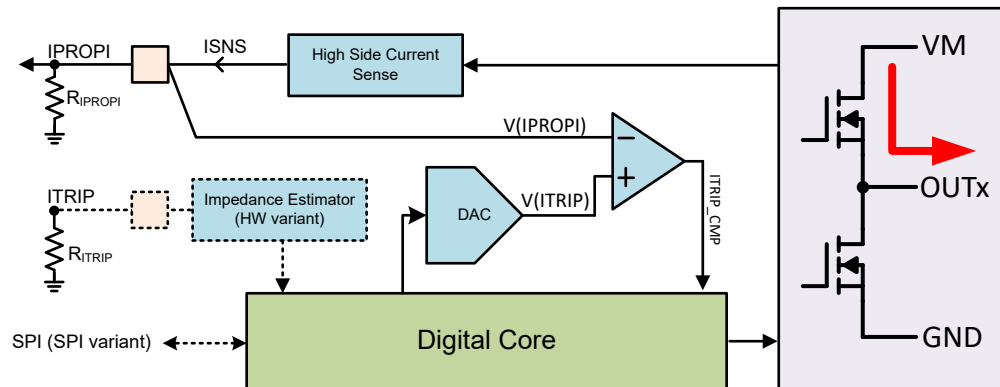 IPROPI
ISNS
High Side Current
Sense
VM
RIPROPI
V(IPROPI)
ITRIP
Impedance Estimator
(HW variant)
DAC
V(ITRIP)
ITRIP_CMP
OUTx
RITRIP
SPI (SPI variant)
Digital Core
GND